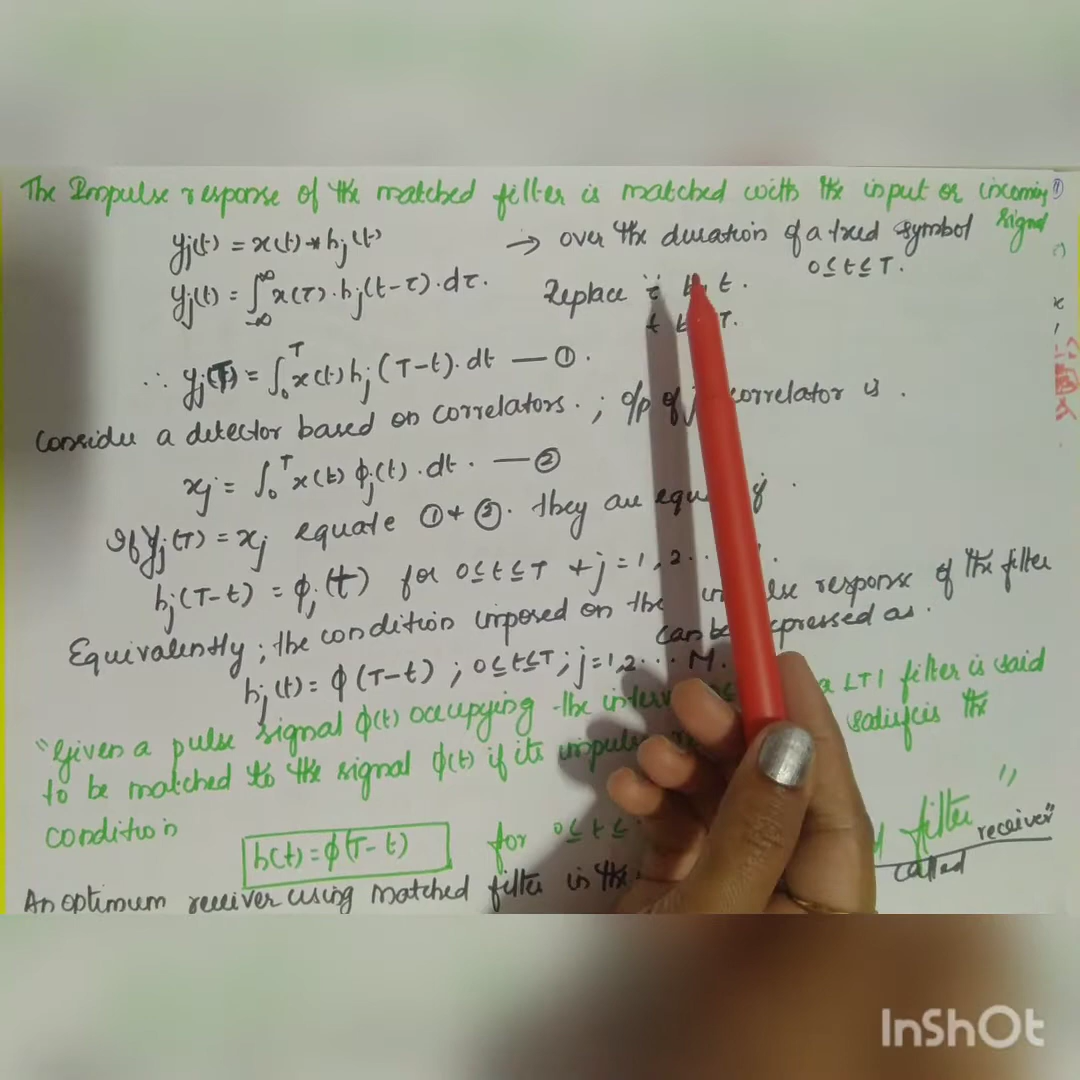 The Impulse response of the matched filter is matched with the input or incoming signal
yj(t) = x(t) * hj(t) → over the duration of a fixed symbol 0≤t≤T.
yj(t) = ∫_{-∞}^{∞} x(τ). hj(t-τ). dτ. Replace τ t.
t T.
∴ yj(T) = ∫₀ᵀ x(t) hj (T-t). dt — ①.
Consider a detector based on correlators. ; o/p of j correlator is.
xj = ∫₀ᵀ x(t) ϕj(t). dt. — ②
If yj(T) = xj equate ① + ②. They are
hj(T-t) = ϕj(t) for 0≤t≤T + j = 1, 2...
Equivalently; the condition imposed on the response of the filter
can be as.
hj(t) = ϕ(T-t) ; 0≤t≤T; j=1,2... M.
"Given a pulse signal ϕ(t) occupying the a LTI filter is said
to be matched to the signal ϕ(t) if its satisfeis the
condition
h(t) = ϕ(T-t) for 0≤t≤ filter"
An optimum receiver using matched filter is the called receiver"
InShOt